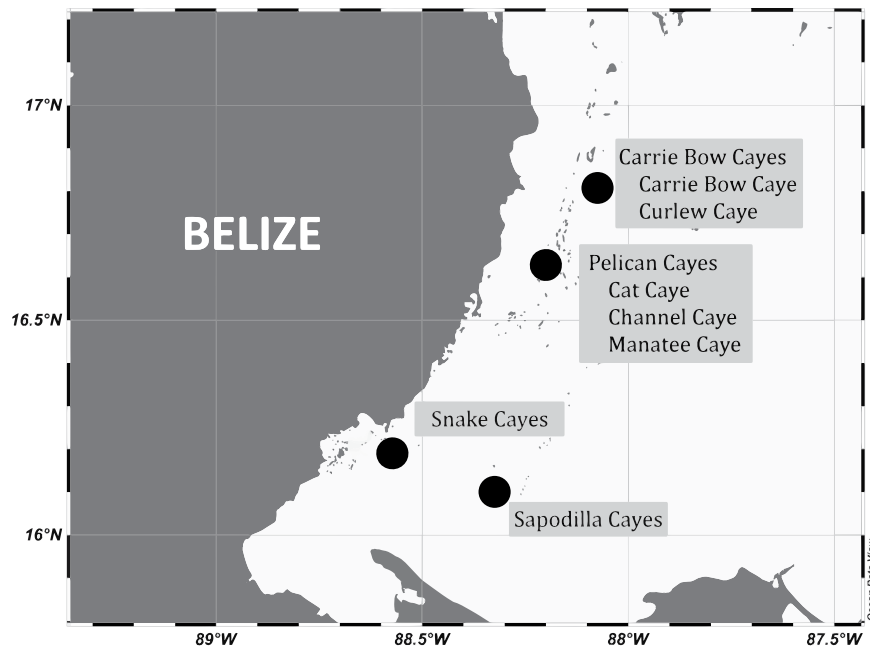 17°N
Carrie Bow Cayes
Carrie Bow Caye
Curlew Caye
BELIZE
Pelican Cayes
Cat Caye
Channel Caye
Manatee Caye
16.5°N
Snake Cayes
Sapodilla Cayes
16°N
89°W
88.5°W
88°W
87.5°W